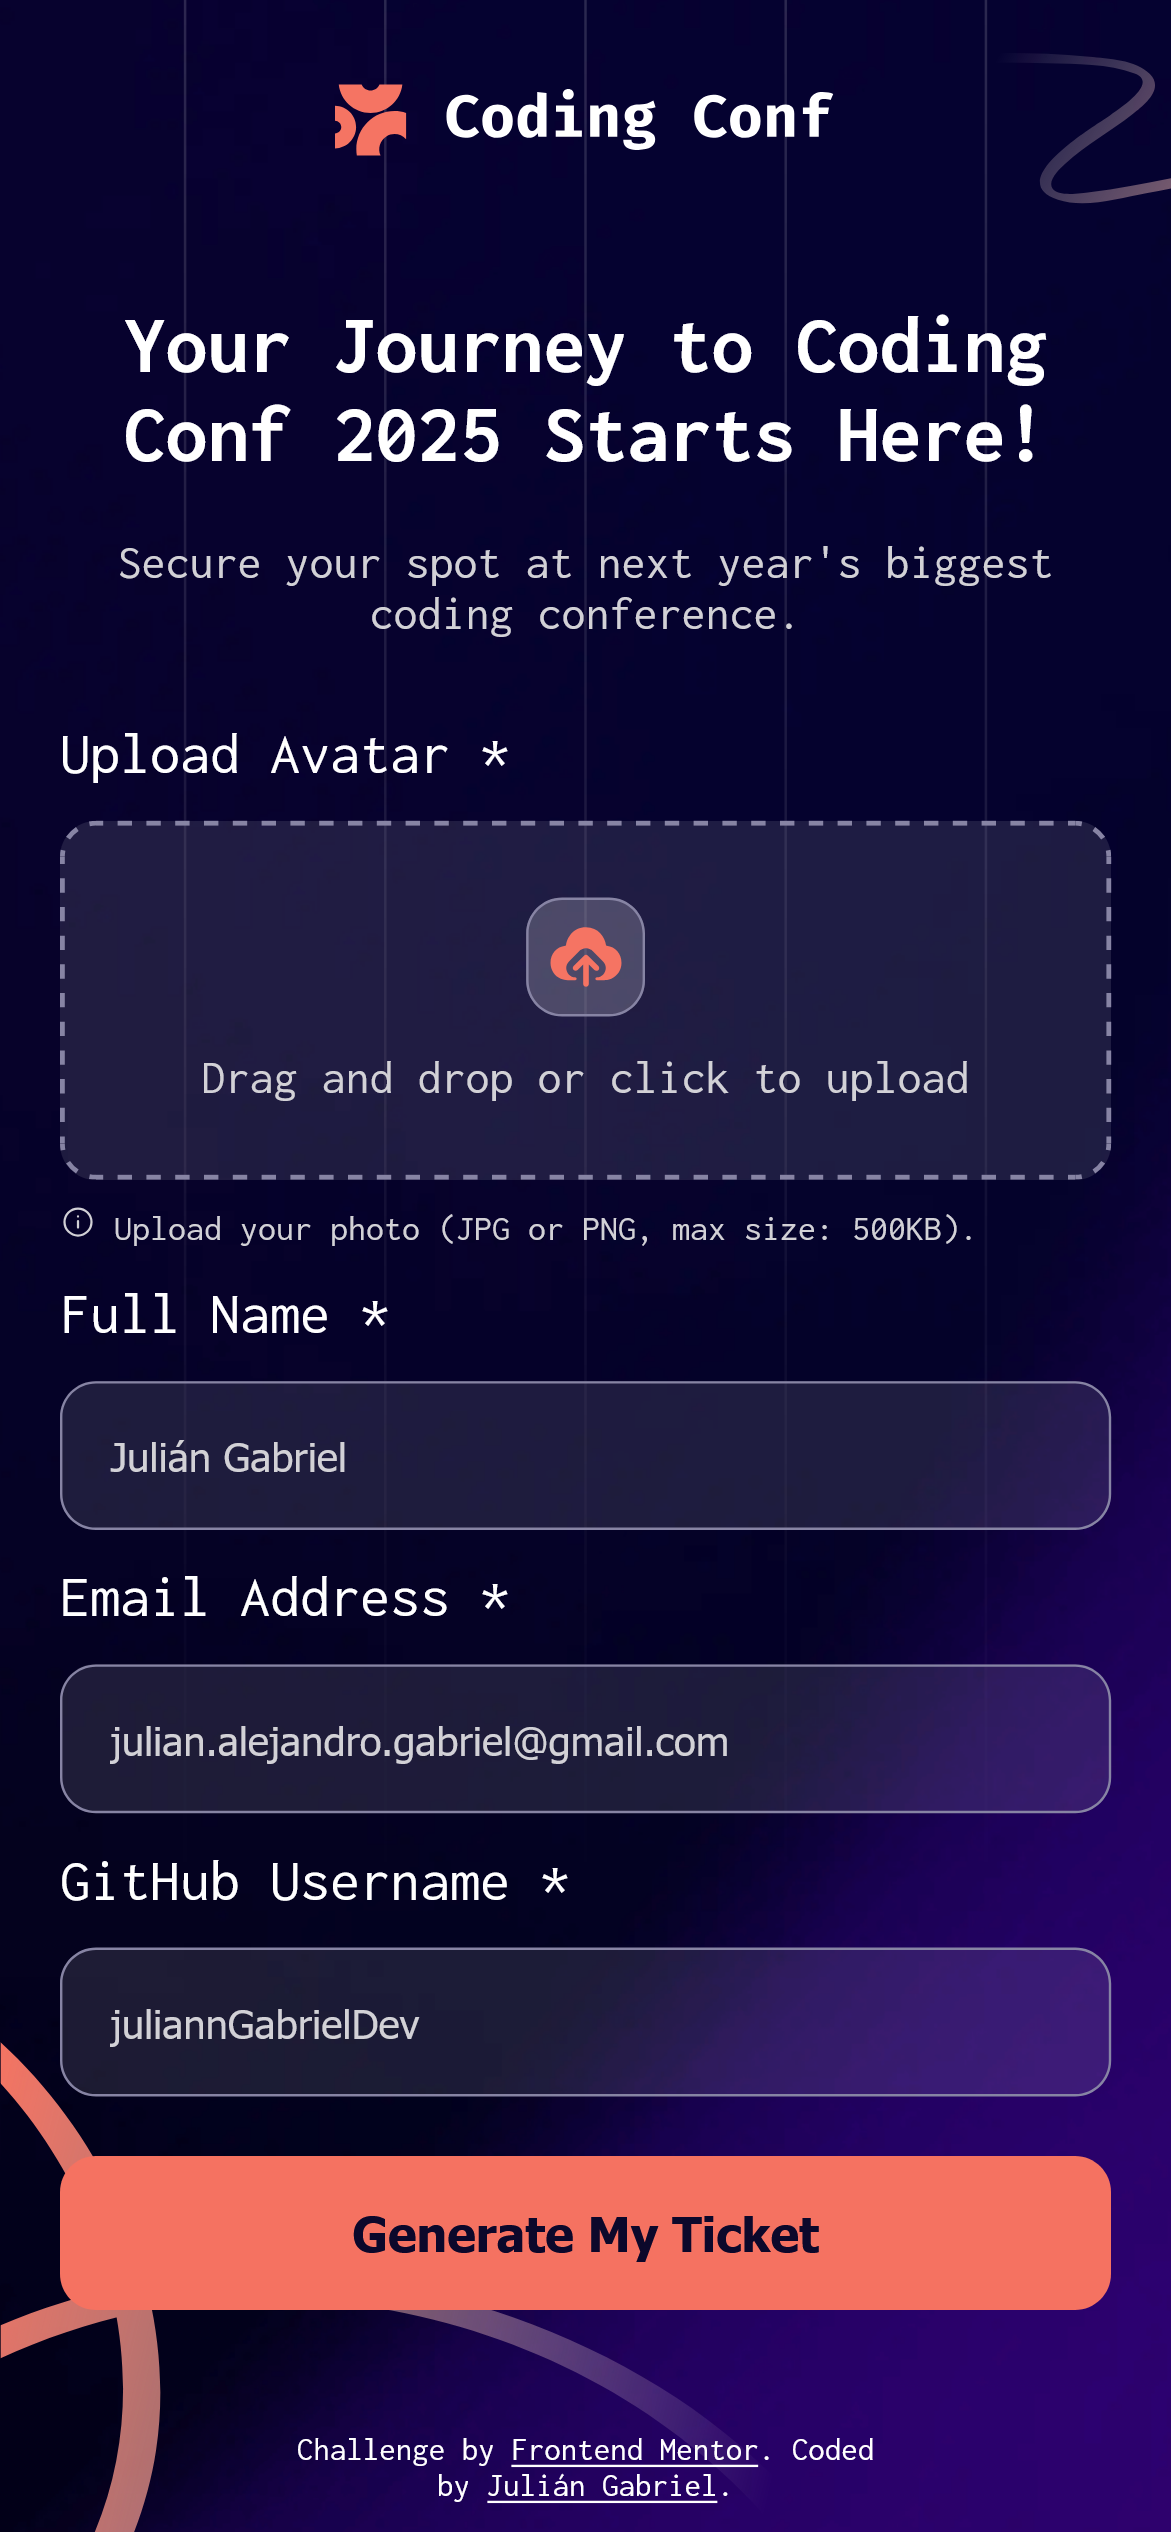 Coding Conf
Your Journey to Coding
Conf 2025 Starts Here!
Secure your spot at next year's biggest
coding conference.
Upload Avatar *
Drag and drop or click to upload
Upload your photo (JPG or PNG, max size: 500KB).
Full Name *
Julián Gabriel
Email Address *
julian.alejandro.gabriel@gmail.com
GitHub Username *
juliannGabrielDev
Generate My Ticket
Challenge by Frontend Mentor. Coded
by Julián Gabriel.